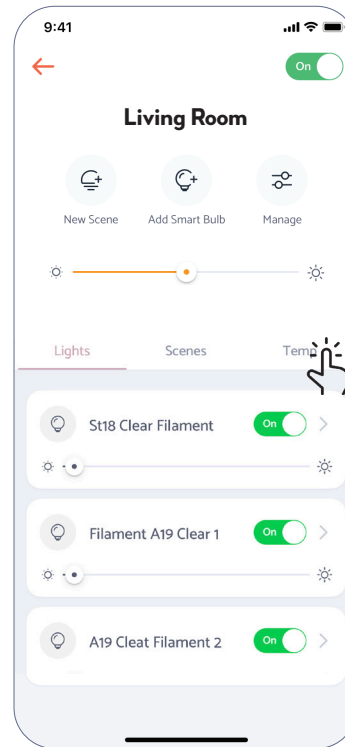 9:41
On
Living Room
New Scene Add Smart Bulb Manage
Lights Scenes Temp
St18 Clear Filament On
Filament A19 Clear 1 On
A19 Cleat Filament 2 On